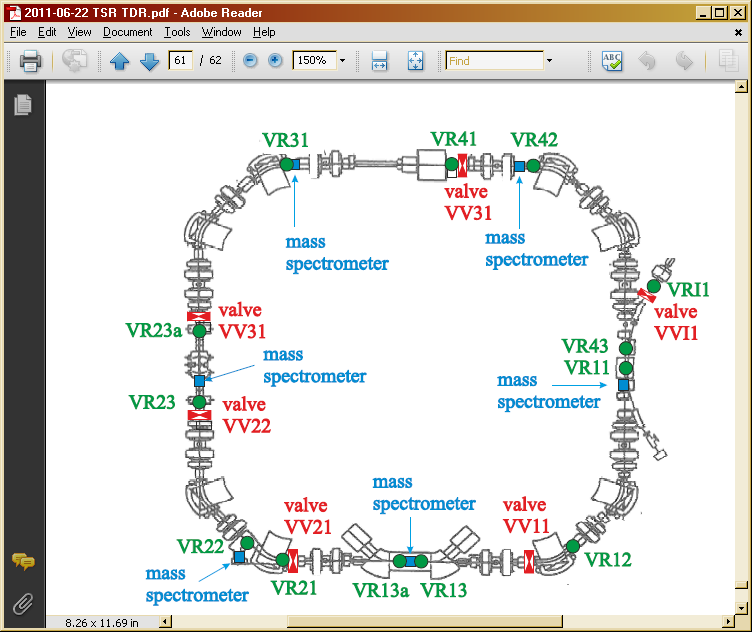 2011-06-22 TSR TDR.pdf - Adobe Reader
File Edit View Document Tools Window Help
61 / 62 150% Find
ABC
VR31
VR41
VR42
valve
VV31
mass
spectrometer
mass
spectrometer
VRI1
valve
VVI1
valve
VV31
VR23a
VR43
VR11
mass
spectrometer
mass
spectrometer
VR23
valve
VV22
mass
spectrometer
valve
VV21
valve
VV11
VR22
VR12
mass
spectrometer
VR21
VR13a
VR13
8.26 x 11.69 in